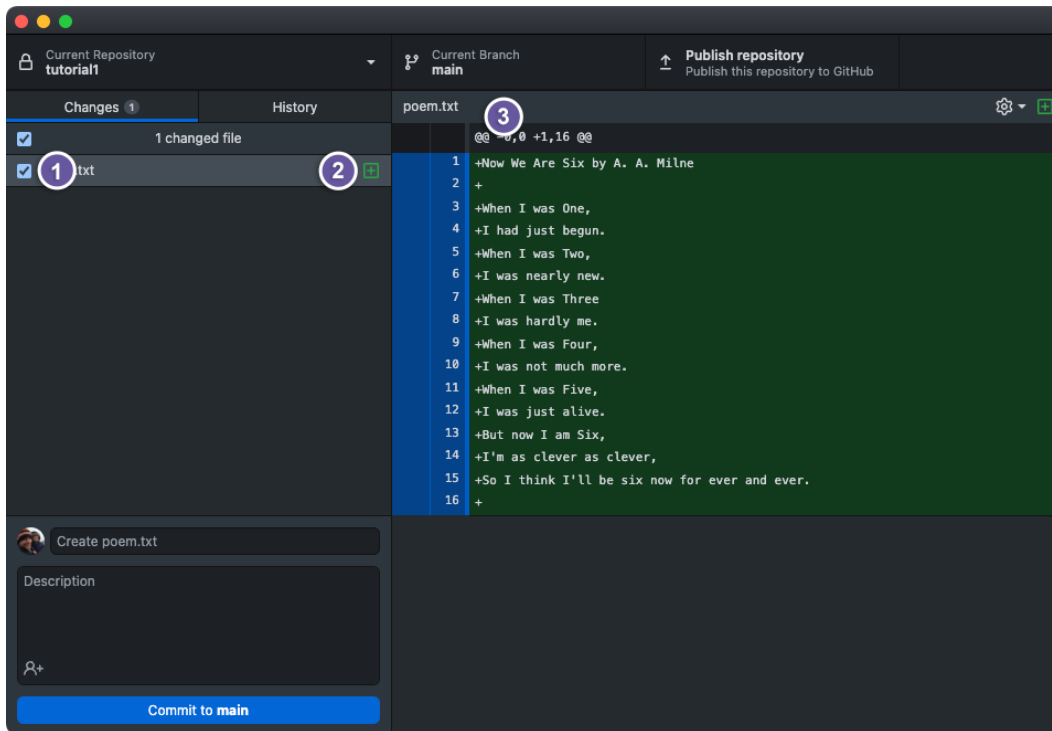 Current Repository
tutorial1
Current Branch
main
Publish repository
Publish this repository to GitHub
Changes 1
History
1 changed file
1
.txt
2
poem.txt
3
@@ -0,0 +1,16 @@
1 +Now We Are Six by A. A. Milne
2 +
3 +When I was One,
4 +I had just begun.
5 +When I was Two,
6 +I was nearly new.
7 +When I was Three
8 +I was hardly me.
9 +When I was Four,
10 +I was not much more.
11 +When I was Five,
12 +I was just alive.
13 +But now I am Six,
14 +I'm as clever as clever,
15 +So I think I'll be six now for ever and ever.
16 +
Create poem.txt
Description
Commit to main